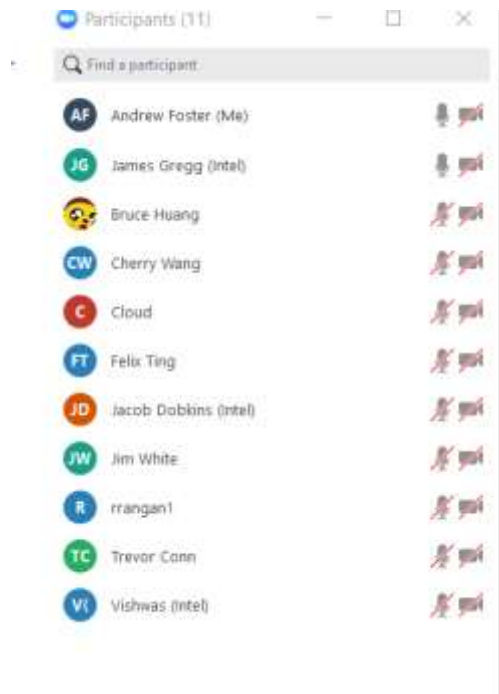 Participants (11)
Find a participant
AF Andrew Foster (Me)
JG James Gregg (Intel)
Bruce Huang
CW Cherry Wang
C Cloud
FT Felix Ting
JD Jacob Dobkins (Intel)
JW Jim White
R rrangan1
TC Trevor Conn
V( Vishwas (Intel)